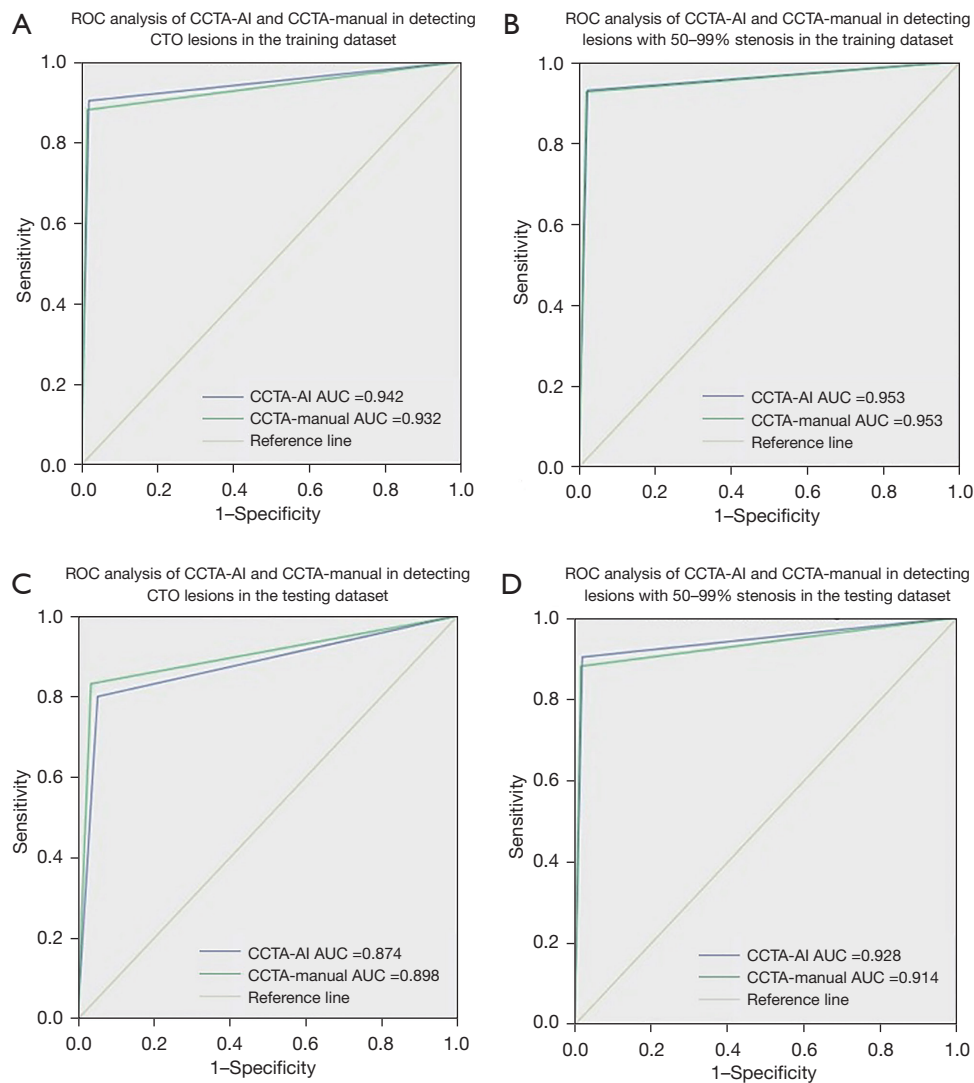 A
ROC analysis of CCTA-AI and CCTA-manual in detecting
CTO lesions in the training dataset
1.0
0.8
0.6
0.4
0.2
0.0
Sensitivity
CCTA-AI AUC =0.942
CCTA-manual AUC =0.932
Reference line
0.0 0.2 0.4 0.6 0.8 1.0
1–Specificity
B
ROC analysis of CCTA-AI and CCTA-manual in detecting
lesions with 50–99% stenosis in the training dataset
1.0
0.8
0.6
0.4
0.2
0.0
Sensitivity
CCTA-AI AUC =0.953
CCTA-manual AUC =0.953
Reference line
0.0 0.2 0.4 0.6 0.8 1.0
1–Specificity
C
ROC analysis of CCTA-AI and CCTA-manual in detecting
CTO lesions in the testing dataset
1.0
0.8
0.6
0.4
0.2
0.0
Sensitivity
CCTA-AI AUC =0.874
CCTA-manual AUC =0.898
Reference line
0.0 0.2 0.4 0.6 0.8 1.0
1–Specificity
D
ROC analysis of CCTA-AI and CCTA-manual in detecting
lesions with 50–99% stenosis in the testing dataset
1.0
0.8
0.6
0.4
0.2
0.0
Sensitivity
CCTA-AI AUC =0.928
CCTA-manual AUC =0.914
Reference line
0.0 0.2 0.4 0.6 0.8 1.0
1–Specificity